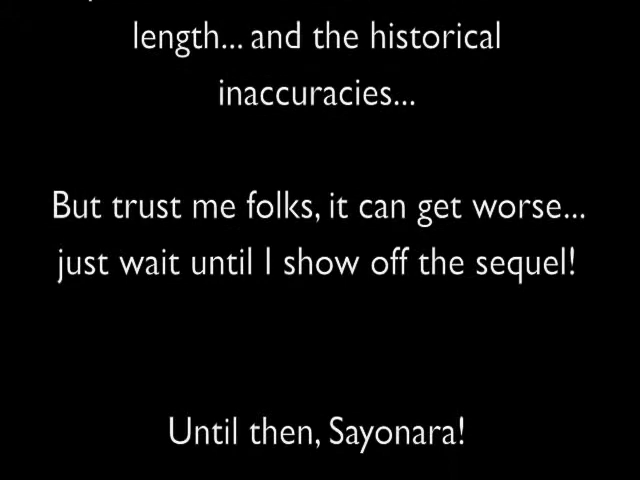 length... and the historical
inaccuracies...
But trust me folks, it can get worse...
just wait until I show off the sequel!
Until then, Sayonara!